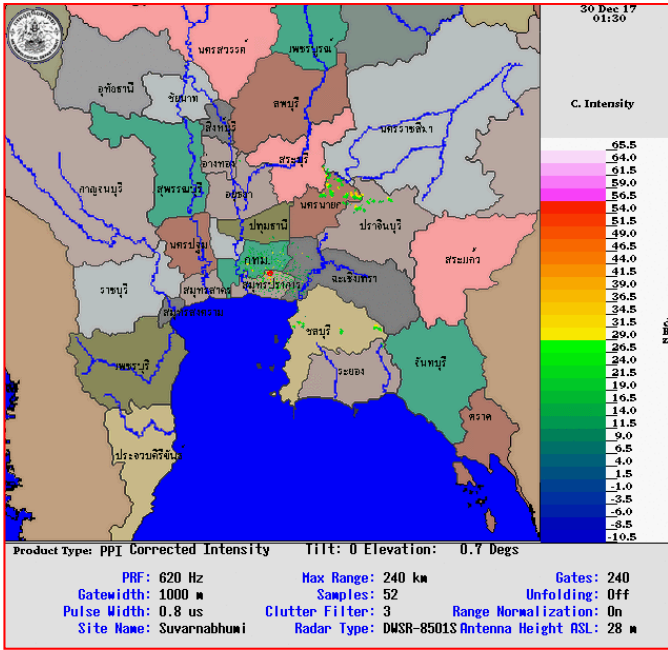 30 Dec 17
01:30
C. Intensity
นครสวรรค์
เพชรบูรณ์
อุทัยธานี
ชัยนาท
ลพบุรี
นครราชสีมา
สิงห์บุรี
อ่างทอง
สระบุรี
กาญจนบุรี
สุพรรณบุรี
อยุธยา
นครนายก
ปราจีนบุรี
ปทุมธานี
นครปฐม
กทม.
สระแก้ว
ฉะเชิงเทรา
ราชบุรี
สมุทรสาคร
สมุทรปราการ
สมุทรสงคราม
ชลบุรี
เพชรบุรี
ระยอง
จันทบุรี
ตราด
ประจวบคีรีขันธ์
65.5
64.0
61.5
59.0
56.5
54.0
51.5
49.0
46.5
44.0
41.5
39.0
36.5
34.0
31.5
29.0
26.5
24.0
21.5
19.0
16.5
14.0
11.5
9.0
6.5
4.0
1.5
-1.0
-3.5
-6.0
-8.5
-10.5
Product Type: PPI Corrected Intensity Tilt: 0 Elevation: 0.7 Degs
PRF: 620 Hz Max Range: 240 km Gates: 240
Gatewidth: 1000 m Samples: 52 Unfolding: Off
Pulse Width: 0.8 us Clutter Filter: 3 Range Normalization: On
Site Name: Suvarnabhumi Radar Type: DWSR-8501S Antenna Height ASL: 28 m